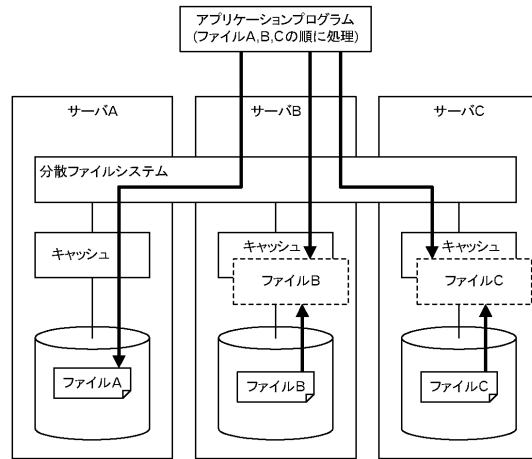 アプリケーションプログラム
(ファイルA,B,Cの順に処理)
サーバA
サーバB
サーバC
分散ファイルシステム
キャッシュ
キャッシュ
キャッシュ
ファイルB
ファイルC
ファイルA
ファイルB
ファイルC